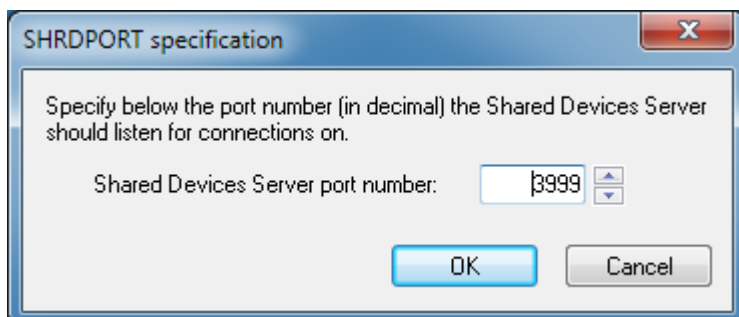 SHRDPORT specification
Specify below the port number (in decimal) the Shared Devices Server
should listen for connections on.
Shared Devices Server port number: 3999
OK Cancel